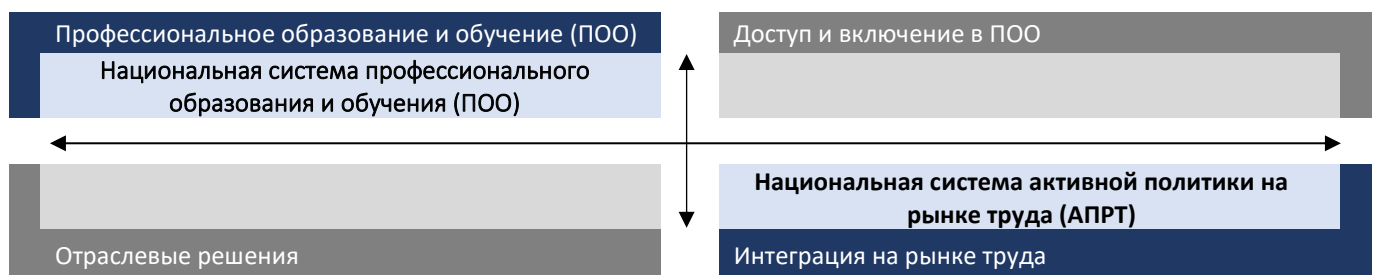 Профессиональное образование и обучение (ПОО)
Национальная система профессионального
образования и обучения (ПОО)
Доступ и включение в ПОО
Национальная система активной политики на
рынке труда (АПРТ)
Отраслевые решения
Интеграция на рынке труда